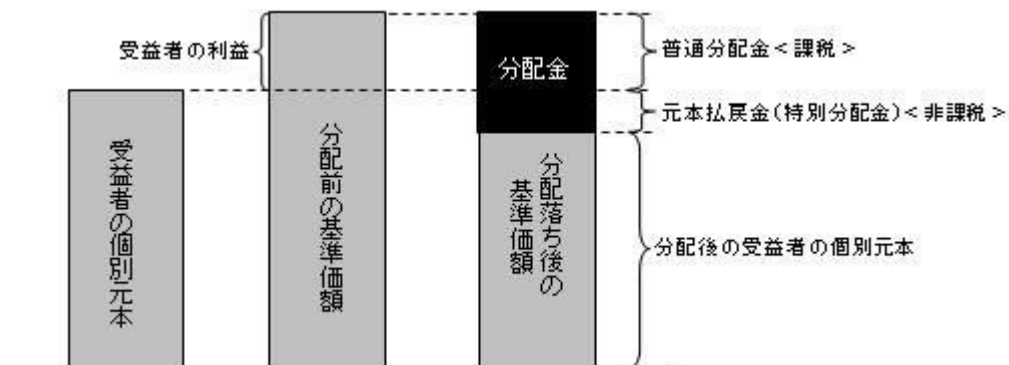 受益者の利益
分配金
普通分配金<課税>
元本払戻金(特別分配金)<非課税>
受益者の個別元本
分配前の基準価額
分配落ち後の
基準価額
分配後の受益者の個別元本